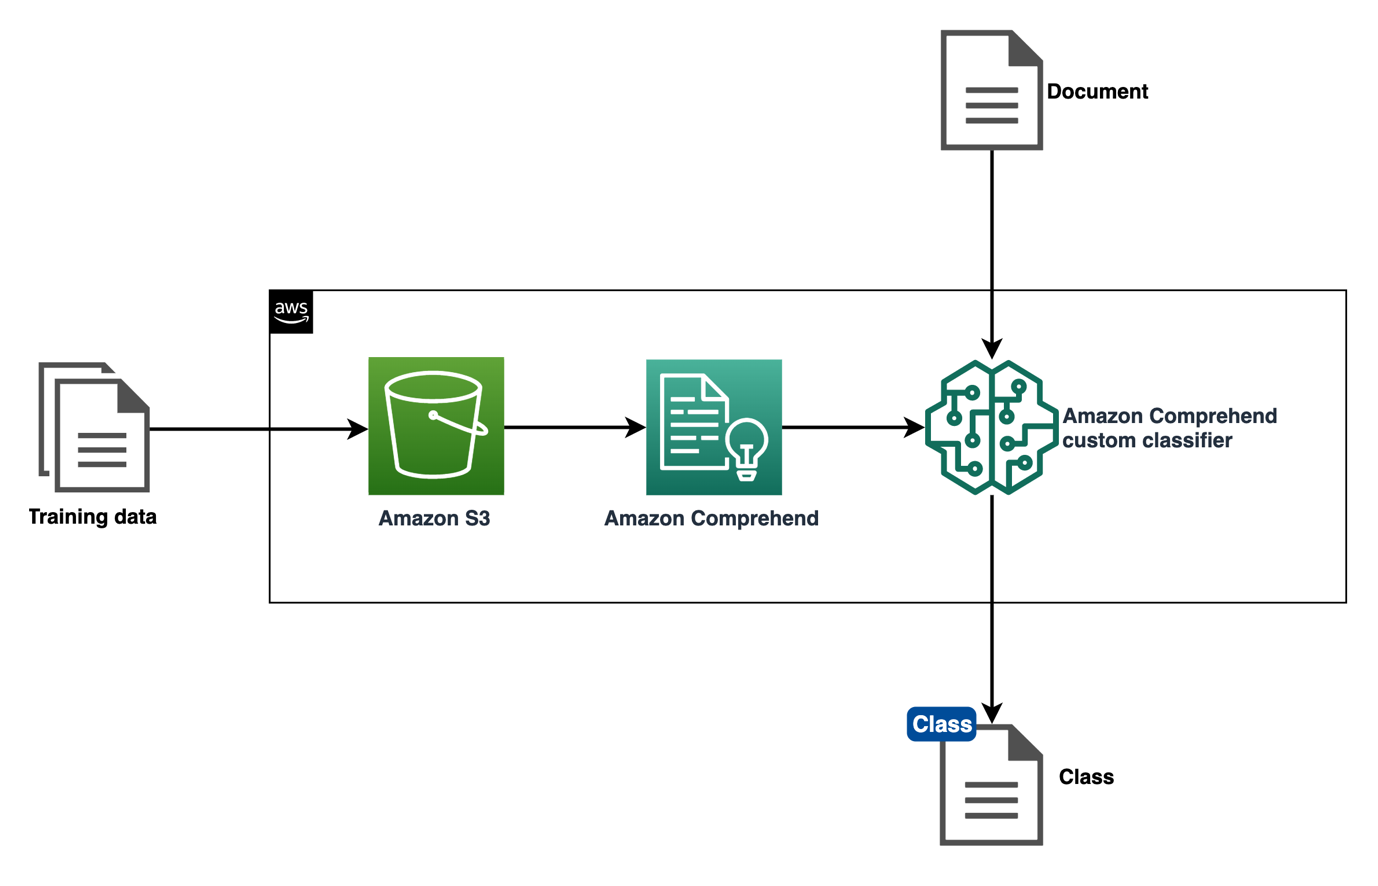 Document
aws
Amazon Comprehend
custom classifier
Training data
Amazon S3
Amazon Comprehend
Class
Class